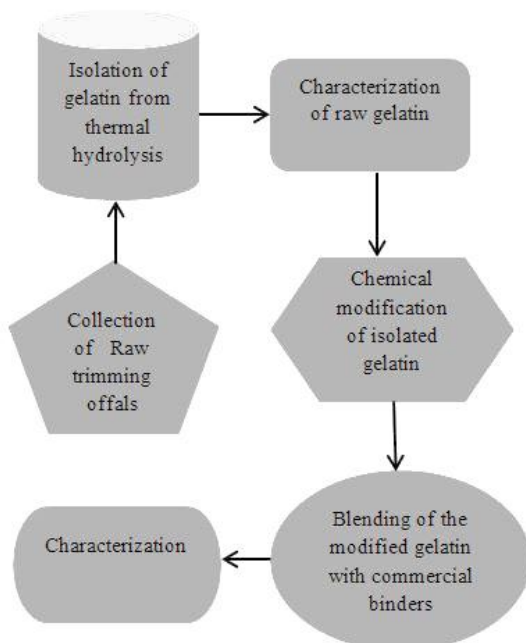 Isolation of
gelatin from
thermal
hydrolysis
Characterization
of raw gelatin
Collection
of Raw
trimming
offals
Chemical
modification
of isolated
gelatin
Characterization
Blending of the
modified gelatin
with commercial
binders